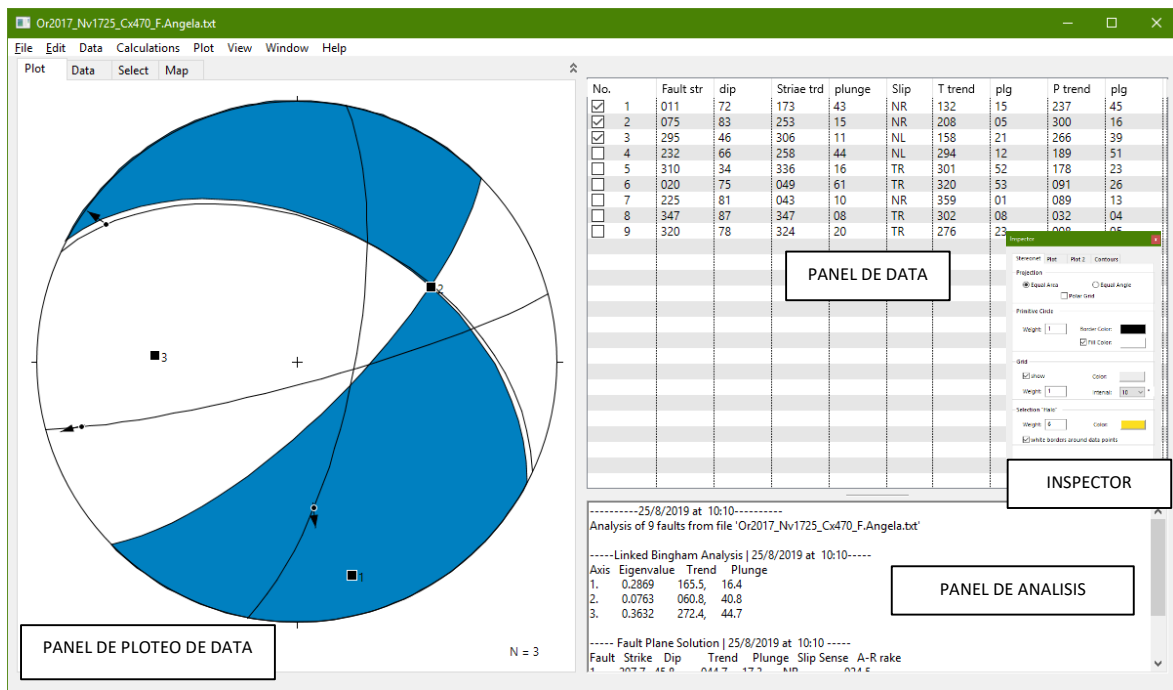 Or2017_Nv1725_Cx470_F.Angela.txt
File Edit Data Calculations Plot View Window Help
Plot Data Select Map
2
3
1
N = 3
PANEL DE PLOTEO DE DATA
No. Fault str dip Striae trd plunge Slip T trend plg P trend plg
1 011 72 173 43 NR 132 15 237 45
2 075 83 253 15 NR 208 05 300 16
3 295 46 306 11 NL 158 21 266 39
4 232 66 258 44 NL 294 12 189 51
5 310 34 336 16 TR 301 52 178 23
6 020 75 049 61 TR 320 53 091 26
7 225 81 043 10 NR 359 01 089 13
8 347 87 347 08 TR 302 08 032 04
9 320 78 324 20 TR 276 23
PANEL DE DATA
Inspector
Stereonet Plot Plot 2 Contours
Projection
Equal Area Equal Angle
Polar Grid
Primitive Circle
Weight: 1 Border Color:
Fill Color:
Grid
show Color:
Weight: 1 Interval: 10 °
Selection "Halo"
Weight: 6 Color:
white borders around data points
INSPECTOR
----------25/8/2019 at 10:10----------
Analysis of 9 faults from file 'Or2017_Nv1725_Cx470_F.Angela.txt'
-----Linked Bingham Analysis | 25/8/2019 at 10:10-----
Axis Eigenvalue Trend Plunge
1. 0.2869 165.5, 16.4
2. 0.0763 060.8, 40.8
3. 0.3632 272.4, 44.7
PANEL DE ANALISIS
----- Fault Plane Solution | 25/8/2019 at 10:10 -----
Fault Strike Dip Trend Plunge Slip Sense A-R rake